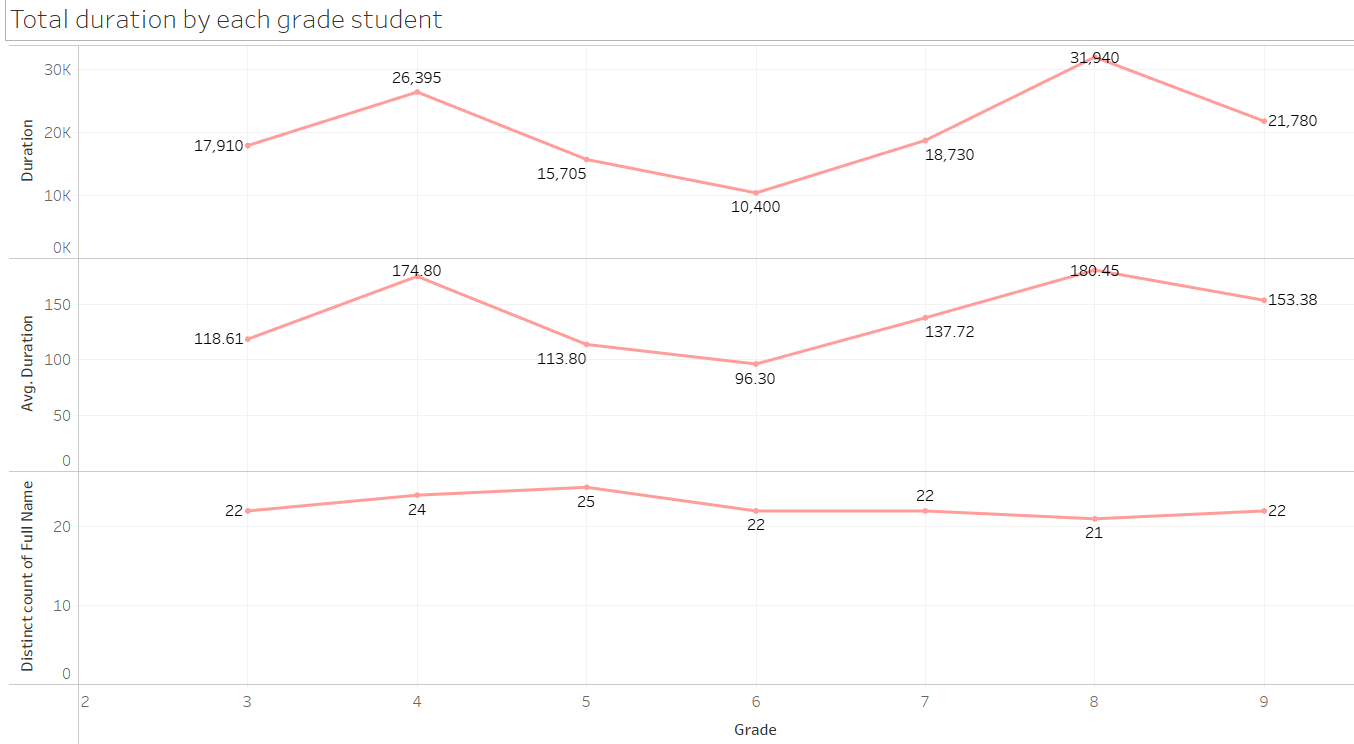 Total duration by each grade student
Duration
30K
20K
10K
0K
17,910
26,395
15,705
10,400
18,730
31,940
21,780
Avg. Duration
150
100
50
0
118.61
174.80
113.80
96.30
137.72
180.45
153.38
Distinct count of Full Name
20
10
0
22
24
25
22
22
21
22
2 3 4 5 6 7 8 9
Grade